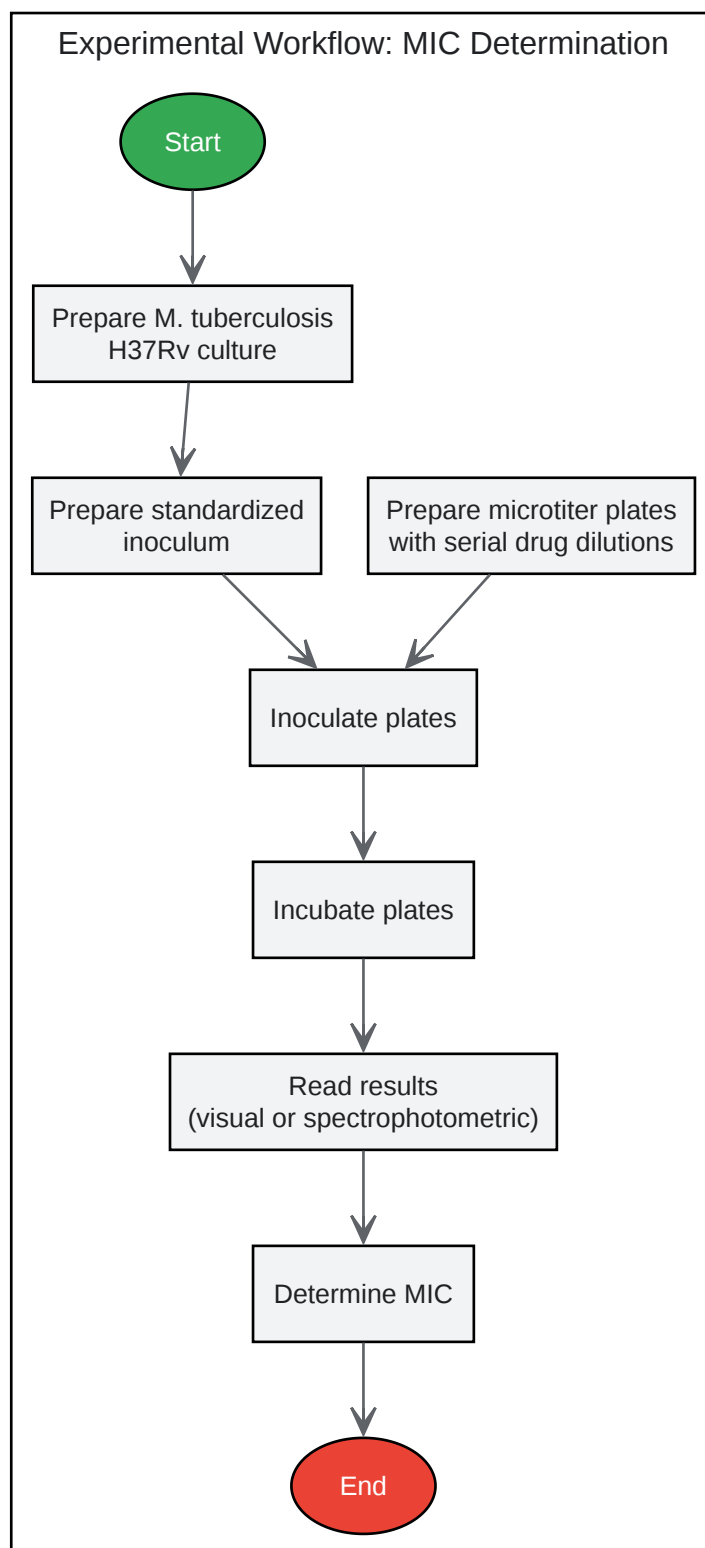 Experimental Workflow: MIC Determination
Start
Prepare M. tuberculosis
H37Rv culture
Prepare standardized
inoculum
Prepare microtiter plates
with serial drug dilutions
Inoculate plates
Incubate plates
Read results
(visual or spectrophotometric)
Determine MIC
End